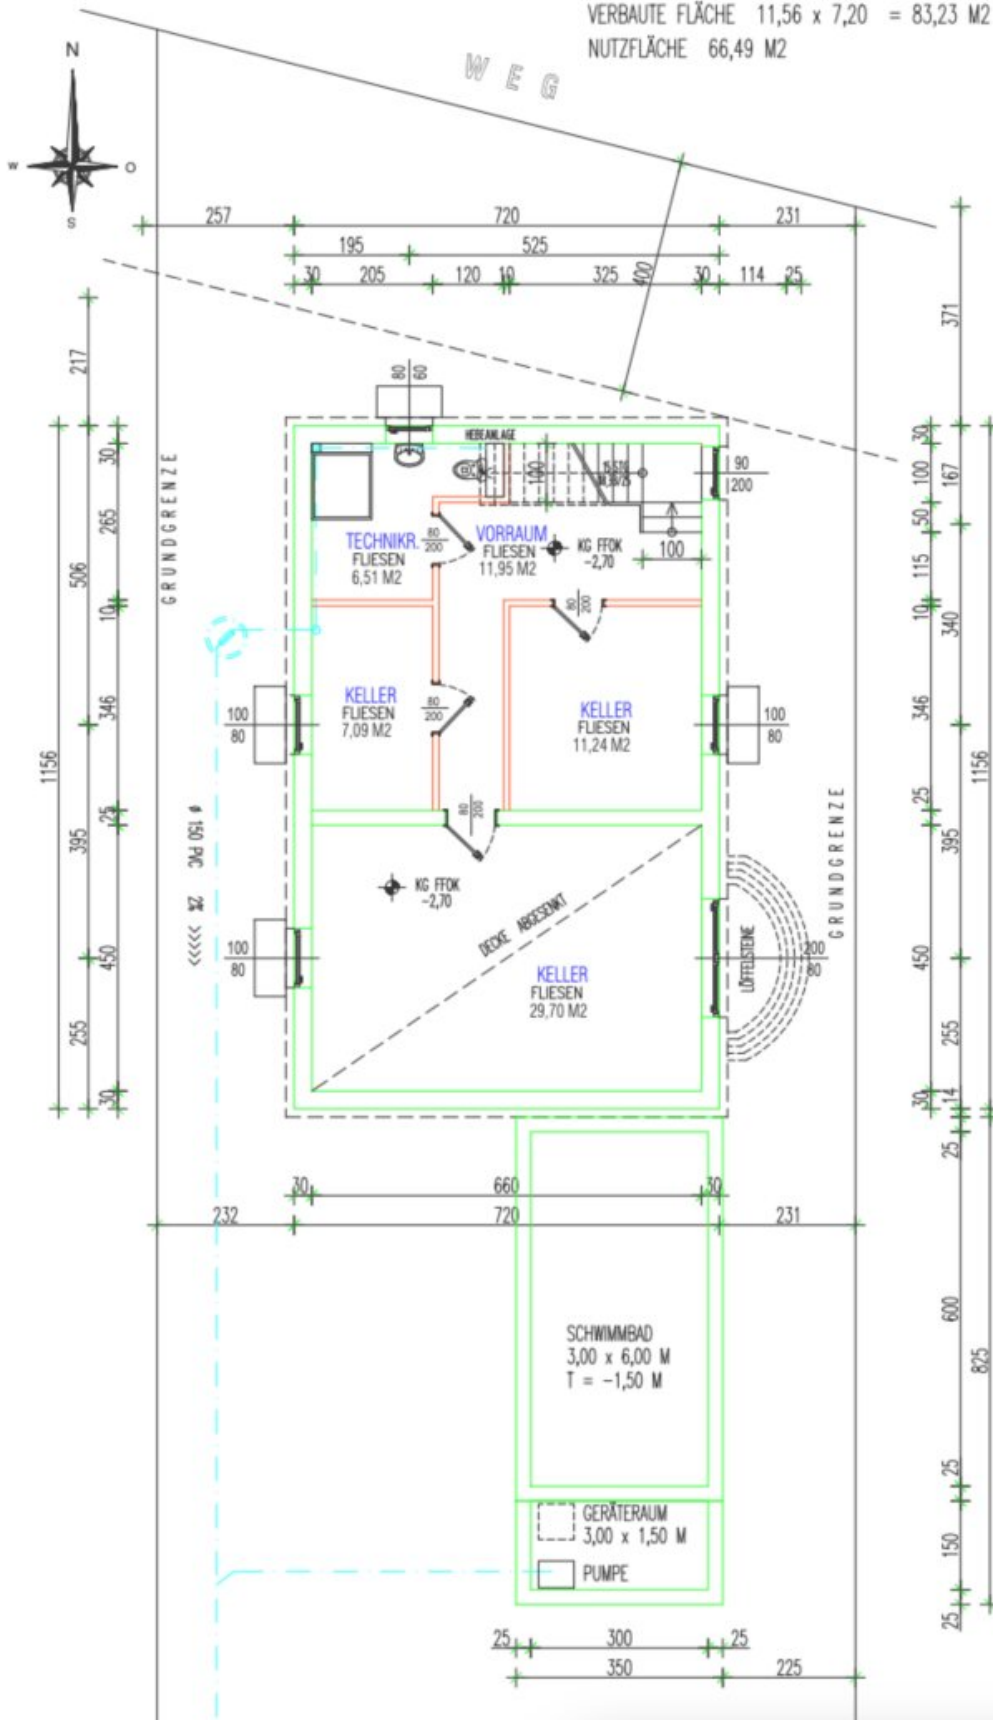 VERBAUTE FLÄCHE 11,56 x 7,20 = 83,23 M2
NUTZFLÄCHE 66,49 M2
WEG
N
W
O
S
257 720 231
195 525
30 205 120 10 325 30 114 25
400
371
217
80
60
HEBEANLAGE
GRUNDGRENZE
30
265
506
10
346
1156
25
395
450
255
30
100
90
200
TECHNIKR.
FLIESEN
6,51 M2
80
200
VORRAUM
FLIESEN
11,95 M2
KG FFOK
-2,70
100
80
200
30
100
167
50
115
10
340
346
1156
25
395
450
255
30
14
KELLER
FLIESEN
7,09 M2
80
200
KELLER
FLIESEN
11,24 M2
100
80
100
80
80
200
GRUNDGRENZE
Ø 150 PVC 2% <<<<<
KG FFOK
-2,70
DECKE ABGESENKT
100
80
KELLER
FLIESEN
29,70 M2
LÖFFELSTEINE
200
80
30 660 30
232 720 231
25
600
825
SCHWIMMBAD
3,00 x 6,00 M
T = -1,50 M
25
GERÄTERAUM
3,00 x 1,50 M
150
PUMPE
25
25 300 25
350 225